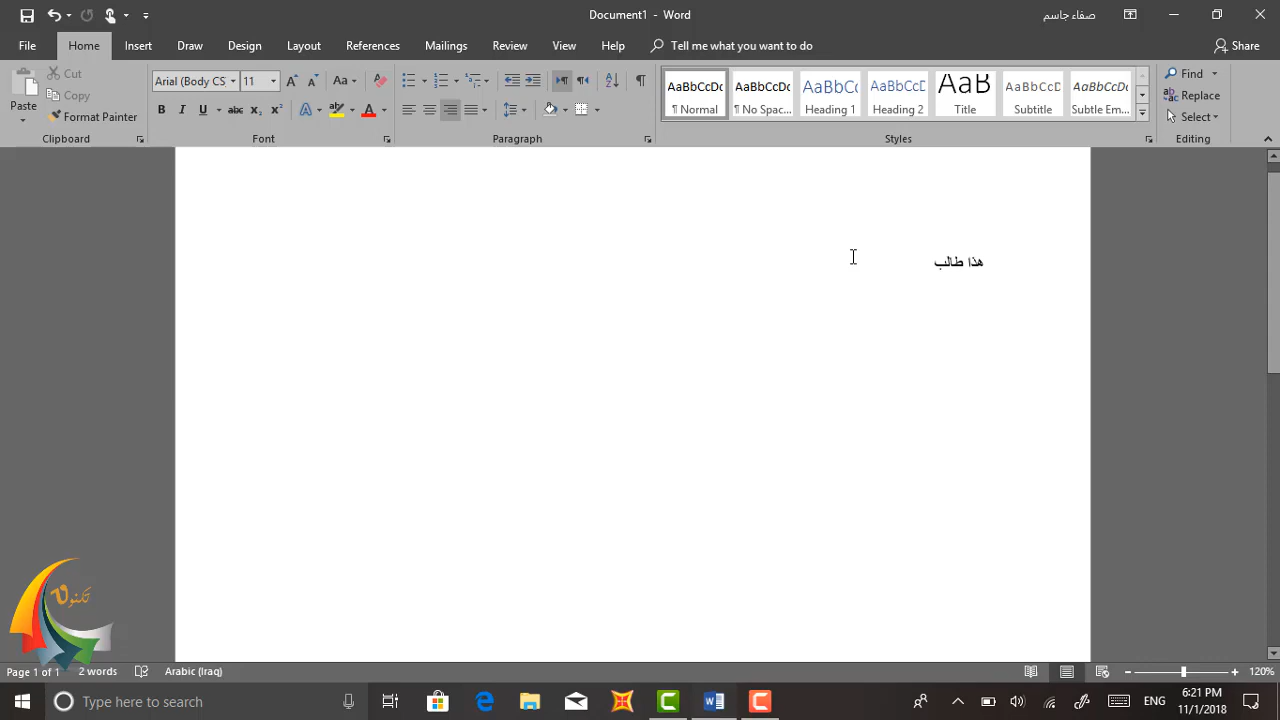 Document1 - Word
صفاء جاسم
File Home Insert Draw Design Layout References Mailings Review View Help Tell me what you want to do Share
Paste
Cut
Copy
Format Painter
Clipboard
Arial (Body CS 11
Font
Paragraph
AaBbCcDc AaBbCcDc AaBbCc AaBbCcD AaB AaBbCcD AaBbCcDc
¶ Normal ¶ No Spac... Heading 1 Heading 2 Title Subtitle Subtle Em...
Styles
Find
Replace
Select
Editing
هذا طالب
تكنو
Page 1 of 1 2 words Arabic (Iraq) 120%
Type here to search
ENG
6:21 PM
11/1/2018